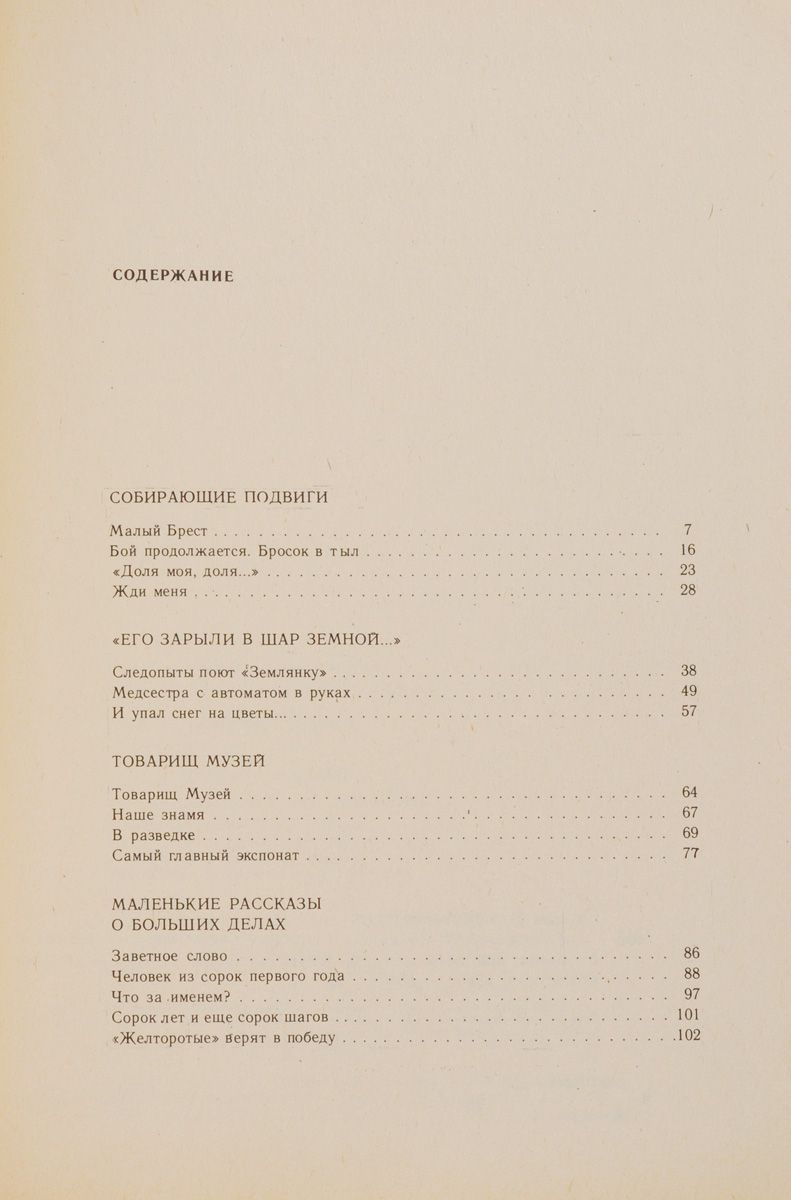 СОДЕРЖАНИЕ
СОБИРАЮЩИЕ ПОДВИГИ
Малый Брест . . . . . . . . . . . . . . . . . . . . 7
Бой продолжается. Бросок в тыл . . . . . . . . . . . . . . . . . . . . 16
«Доля моя, доля...» . . . . . . . . . . . . . . . . . . . . 23
Жди меня . . . . . . . . . . . . . . . . . . . . 28
«ЕГО ЗАРЫЛИ В ШАР ЗЕМНОЙ...»
Следопыты поют «Землянку» . . . . . . . . . . . . . . . . . . . . 38
Медсестра с автоматом в руках . . . . . . . . . . . . . . . . . . . . 49
И упал снег на цветы... . . . . . . . . . . . . . . . . . . . . 57
ТОВАРИЩ МУЗЕЙ
Товарищ Музей . . . . . . . . . . . . . . . . . . . . 64
Наше знамя . . . . . . . . . . . . . . . . . . . . 67
В разведке . . . . . . . . . . . . . . . . . . . . 69
Самый главный экспонат . . . . . . . . . . . . . . . . . . . . 77
МАЛЕНЬКИЕ РАССКАЗЫ
О БОЛЬШИХ ДЕЛАХ
Заветное слово . . . . . . . . . . . . . . . . . . . . 86
Человек из сорок первого года . . . . . . . . . . . . . . . . . . . . 88
Что за именем? . . . . . . . . . . . . . . . . . . . . 97
Сорок лет и еще сорок шагов . . . . . . . . . . . . . . . . . . . . 101
«Желторотые» верят в победу . . . . . . . . . . . . . . . . . . . . 102